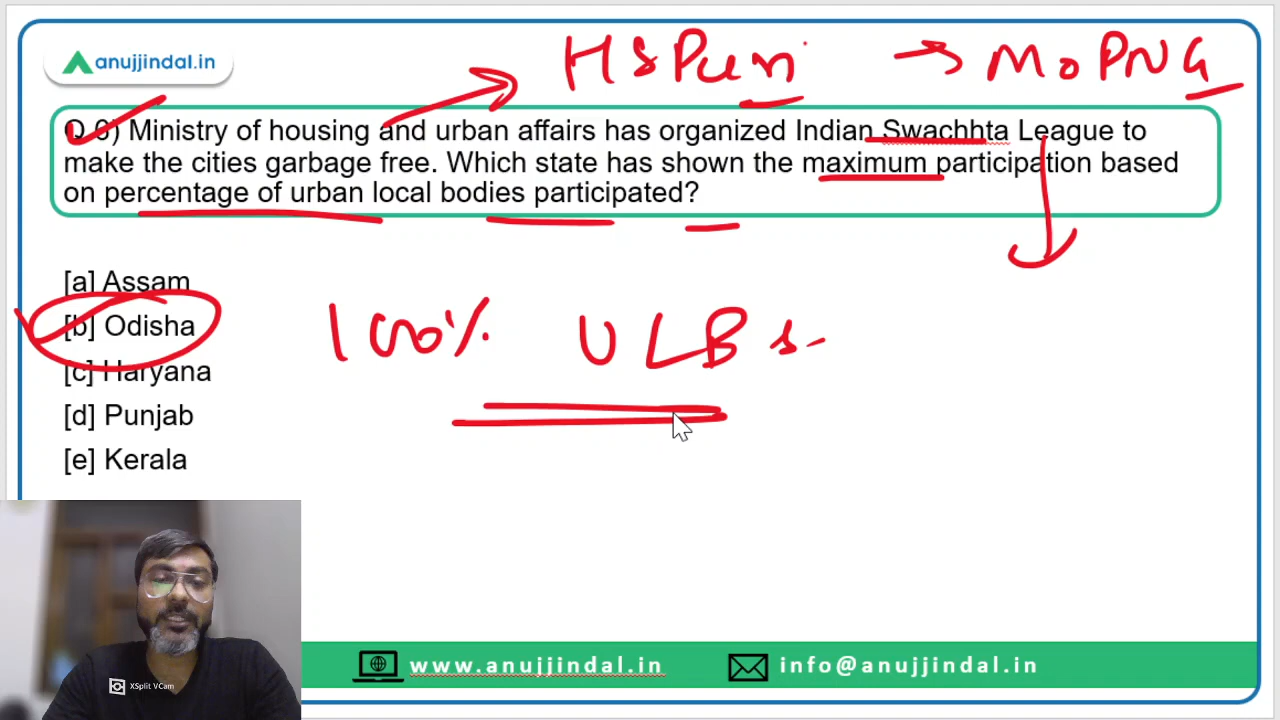 anujjindal.in
HSPuri → MoPNG
Q 6) Ministry of housing and urban affairs has organized Indian Swachhta League to
make the cities garbage free. Which state has shown the maximum participation based
on percentage of urban local bodies participated?
[a] Assam
[b] Odisha
100% ULBs
[c] Haryana
[d] Punjab
[e] Kerala
XSplit VCam
www.anujjindal.in info@anujjindal.in